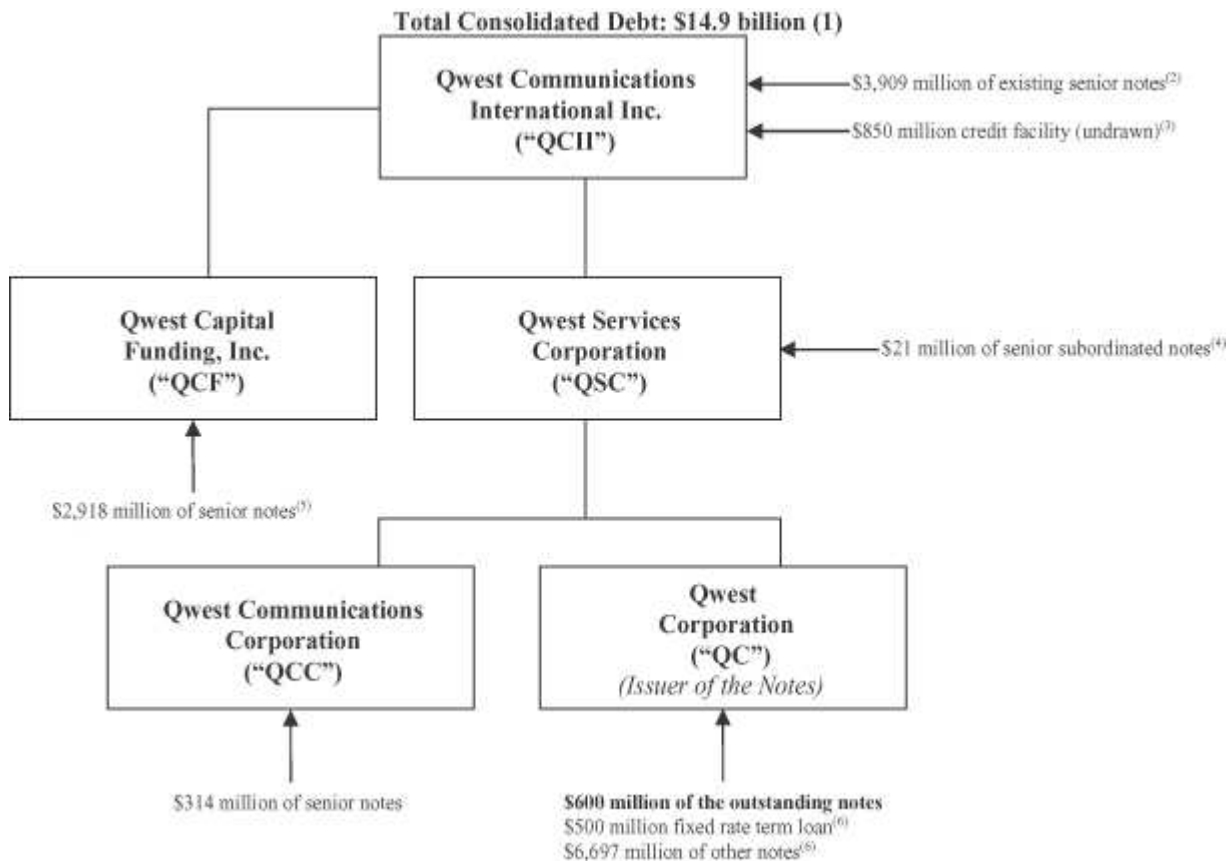 Total Consolidated Debt: $14.9 billion (1)
Qwest Communications
International Inc.
(“QCII”)
$3,909 million of existing senior notes(2)
$850 million credit facility (undrawn)(3)
Qwest Capital
Funding, Inc.
(“QCF”)
Qwest Services
Corporation
(“QSC”)
$21 million of senior subordinated notes(4)
$2,918 million of senior notes(5)
Qwest Communications
Corporation
(“QCC”)
Qwest
Corporation
(“QC”)
(Issuer of the Notes)
$314 million of senior notes
$600 million of the outstanding notes
$500 million fixed rate term loan(6)
$6,697 million of other notes(6)